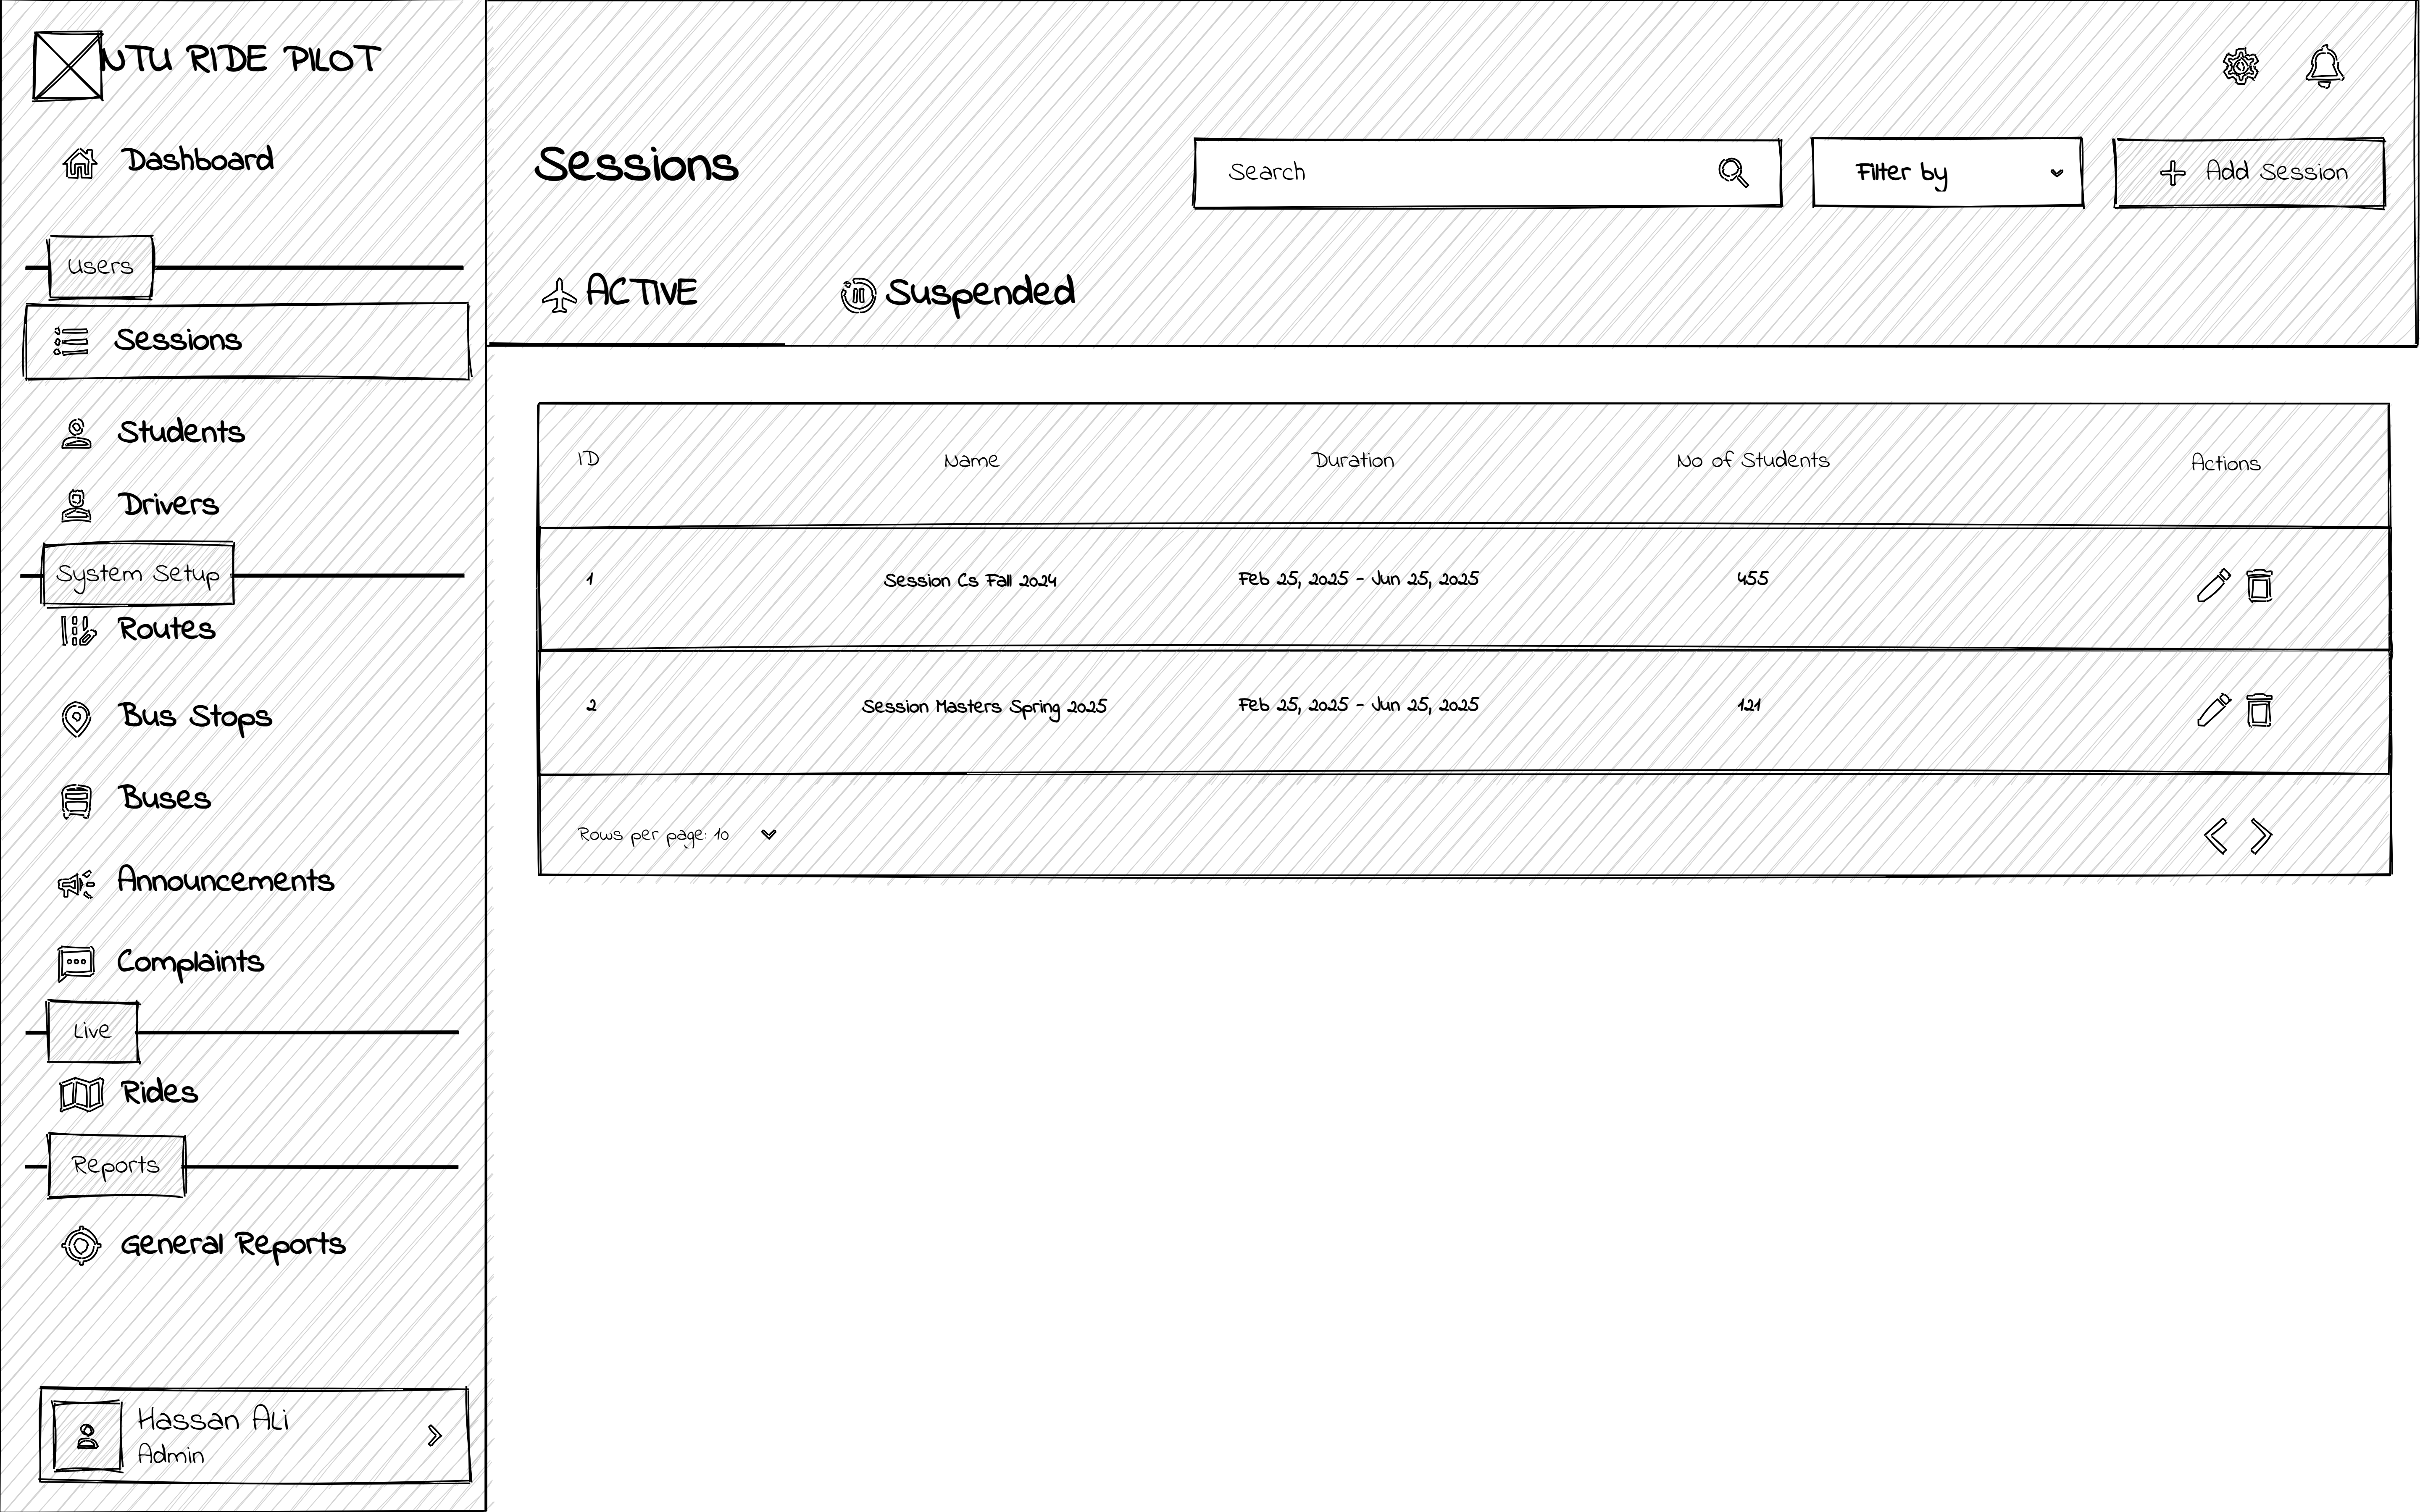 NTU RIDE PILOT
Dashboard
Users
Sessions
Students
Drivers
System Setup
Routes
Bus Stops
Buses
Announcements
Complaints
Live
Rides
Reports
General Reports
Hassan Ali
Admin
Sessions
Search
Filter by
Add Session
ACTIVE
Suspended
ID Name Duration No of Students Actions
1 Session Cs Fall 2024 Feb 25, 2025 - Jun 25, 2025 455
2 Session Masters Spring 2025 Feb 25, 2025 - Jun 25, 2025 121
Rows per page: 10